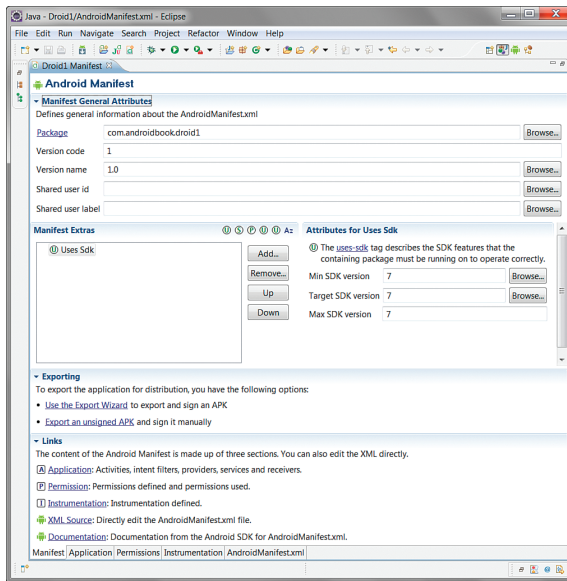 Java - Droid1/AndroidManifest.xml - Eclipse
File Edit Run Navigate Search Project Refactor Window Help
Droid1 Manifest
Android Manifest
Manifest General Attributes
Defines general information about the AndroidManifest.xml
Package com.androidbook.droid1 Browse...
Version code 1
Version name 1.0 Browse...
Shared user id Browse...
Shared user label Browse...
Manifest Extras U S P U U Az
U Uses Sdk
Add...
Remove...
Up
Down
Attributes for Uses Sdk
U The uses-sdk tag describes the SDK features that the
containing package must be running on to operate correctly.
Min SDK version 7 Browse...
Target SDK version 7 Browse...
Max SDK version 7
Exporting
To export the application for distribution, you have the following options:
• Use the Export Wizard to export and sign an APK
• Export an unsigned APK and sign it manually
Links
The content of the Android Manifest is made up of three sections. You can also edit the XML directly.
A Application: Activities, intent filters, providers, services and receivers.
P Permission: Permissions defined and permissions used.
I Instrumentation: Instrumentation defined.
XML Source: Directly edit the AndroidManifest.xml file.
Documentation: Documentation from the Android SDK for AndroidManifest.xml.
Manifest Application Permissions Instrumentation AndroidManifest.xml